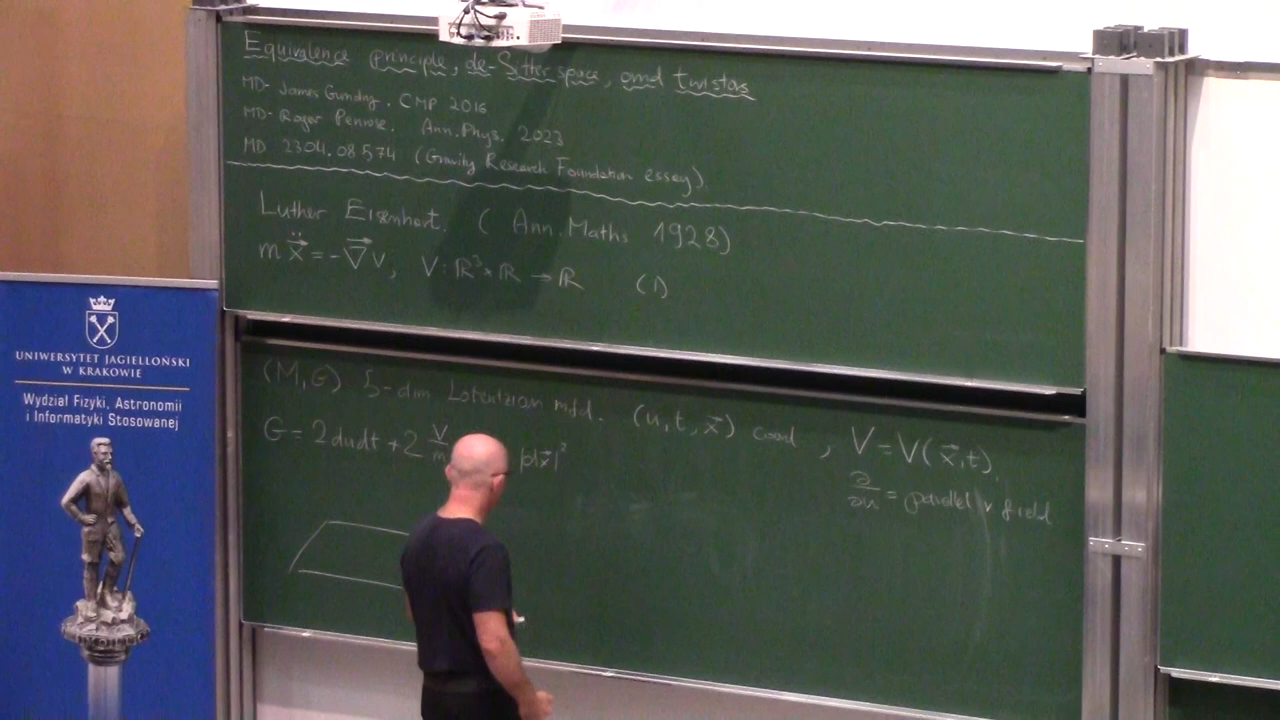 Equivalence principle, de-Sitter space, and twistors
MD- James Gundry. CMP 2016
MD- Roger Penrose. Ann. Phys. 2023
MD 2304.08574 (Gravity Research Foundation essay).
Luther Eisenhart. (Ann. Maths 1928)
m ẍ⃗ = -∇⃗V, V: ℝ³ × ℝ → ℝ (1)
(M, G) 5-dim Lorentzian mfd. (u, t, x⃗) coord, V = V(x⃗, t).
G = 2dudt + 2 V/m |dx⃗|²
∂/∂u = parallel v field
UNIWERSYTET JAGIELLOŃSKI
W KRAKOWIE
Wydział Fizyki, Astronomii
i Informatyki Stosowanej